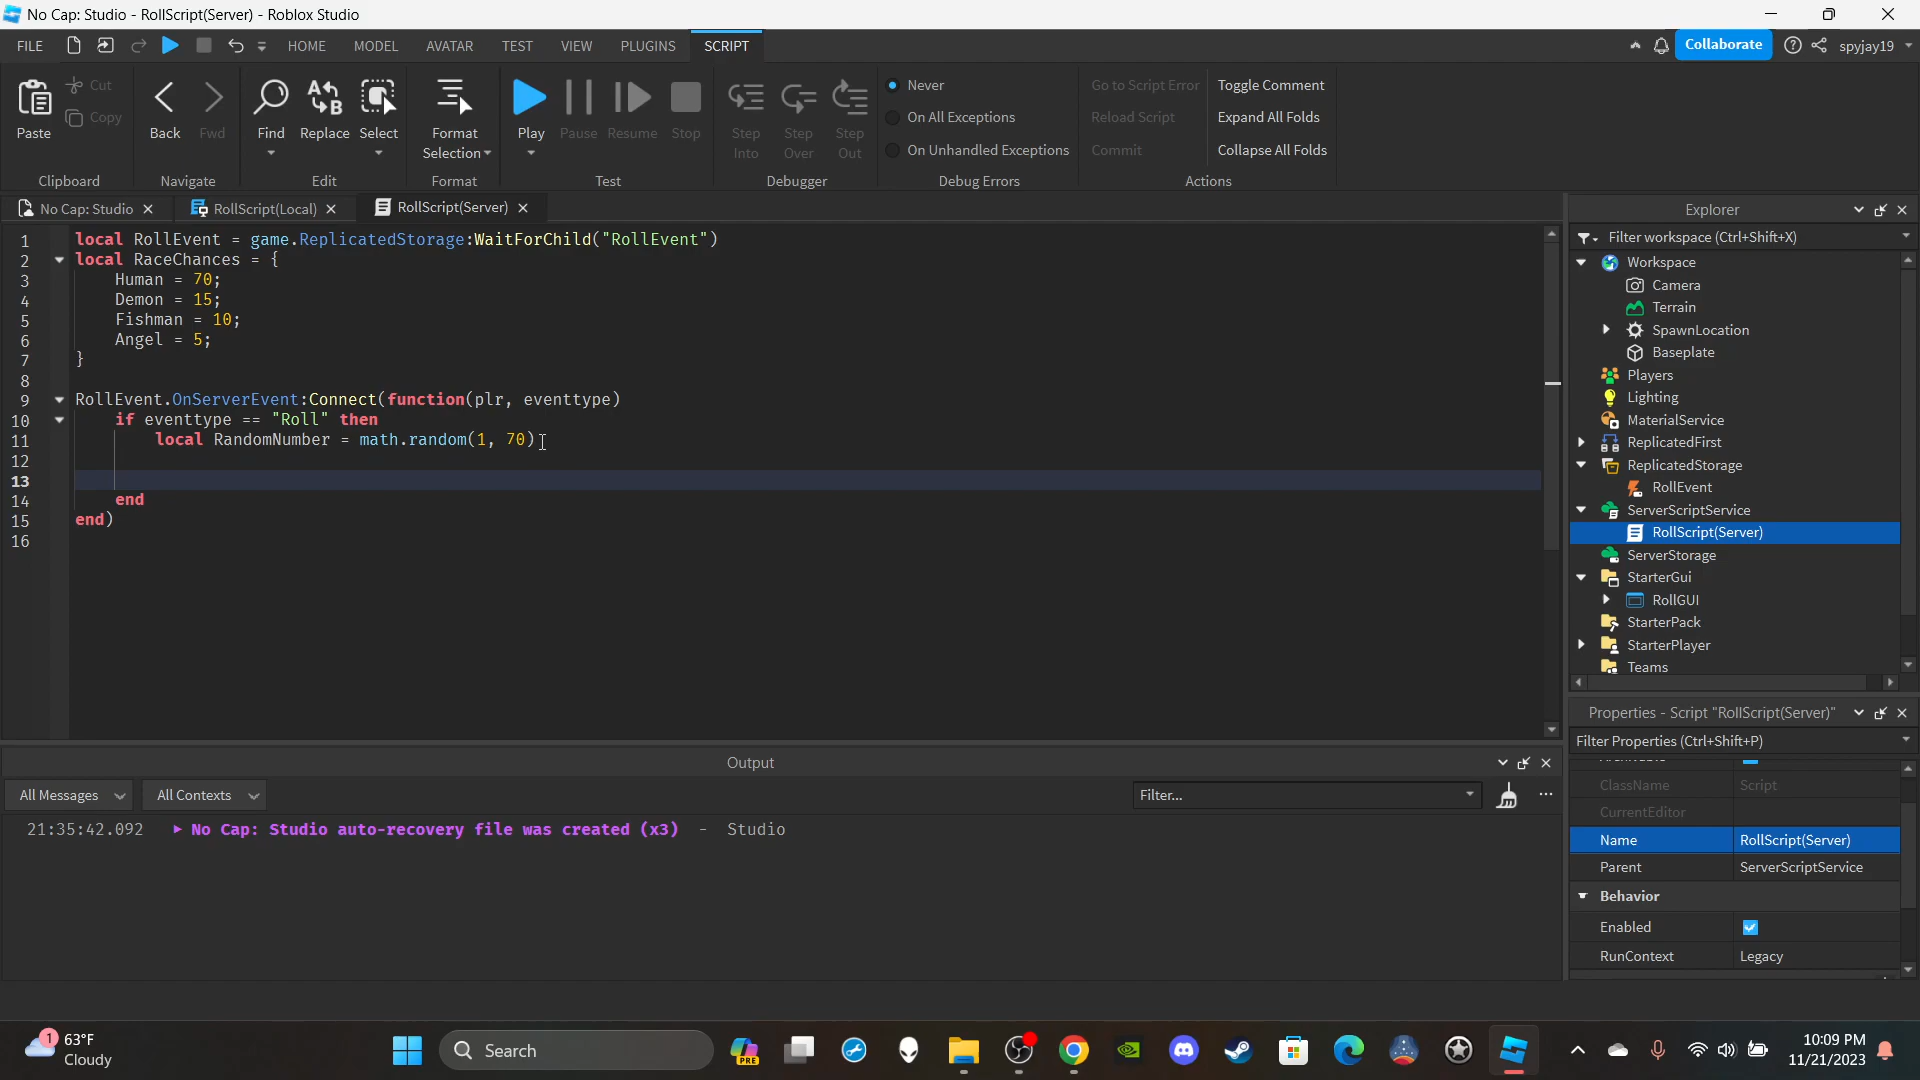 No Cap: Studio - RollScript(Server) - Roblox Studio
FILE
HOME
MODEL
AVATAR
TEST
VIEW
PLUGINS
SCRIPT
Collaborate
spyjay19
Paste
Cut
Copy
Clipboard
Back
Fwd
Navigate
Find
Replace
Select
Edit
Format
Selection
Format
Play
Pause
Resume
Stop
Test
Step
Into
Step
Over
Step
Out
Debugger
Never
On All Exceptions
On Unhandled Exceptions
Debug Errors
Go to Script Error
Reload Script
Commit
Toggle Comment
Expand All Folds
Collapse All Folds
Actions
No Cap: Studio
RollScript(Local)
RollScript(Server)
1 local RollEvent = game.ReplicatedStorage:WaitForChild("RollEvent")
2 local RaceChances = {
3 Human = 70;
4 Demon = 15;
5 Fishman = 10;
6 Angel = 5;
7 }
8
9 RollEvent.OnServerEvent:Connect(function(plr, eventtype)
10 if eventtype == "Roll" then
11 local RandomNumber = math.random(1, 70)
12
13
14 end
15 end)
16
Explorer
Filter workspace (Ctrl+Shift+X)
Workspace
Camera
Terrain
SpawnLocation
Baseplate
Players
Lighting
MaterialService
ReplicatedFirst
ReplicatedStorage
RollEvent
ServerScriptService
RollScript(Server)
ServerStorage
StarterGui
RollGUI
StarterPack
StarterPlayer
Teams
Properties - Script "RollScript(Server)"
Filter Properties (Ctrl+Shift+P)
ClassName Script
CurrentEditor
Name RollScript(Server)
Parent ServerScriptService
Behavior
Enabled
RunContext Legacy
Output
All Messages
All Contexts
Filter...
21:35:42.092 No Cap: Studio auto-recovery file was created (x3) - Studio
1
63°F
Cloudy
Search
PRE
10:09 PM
11/21/2023